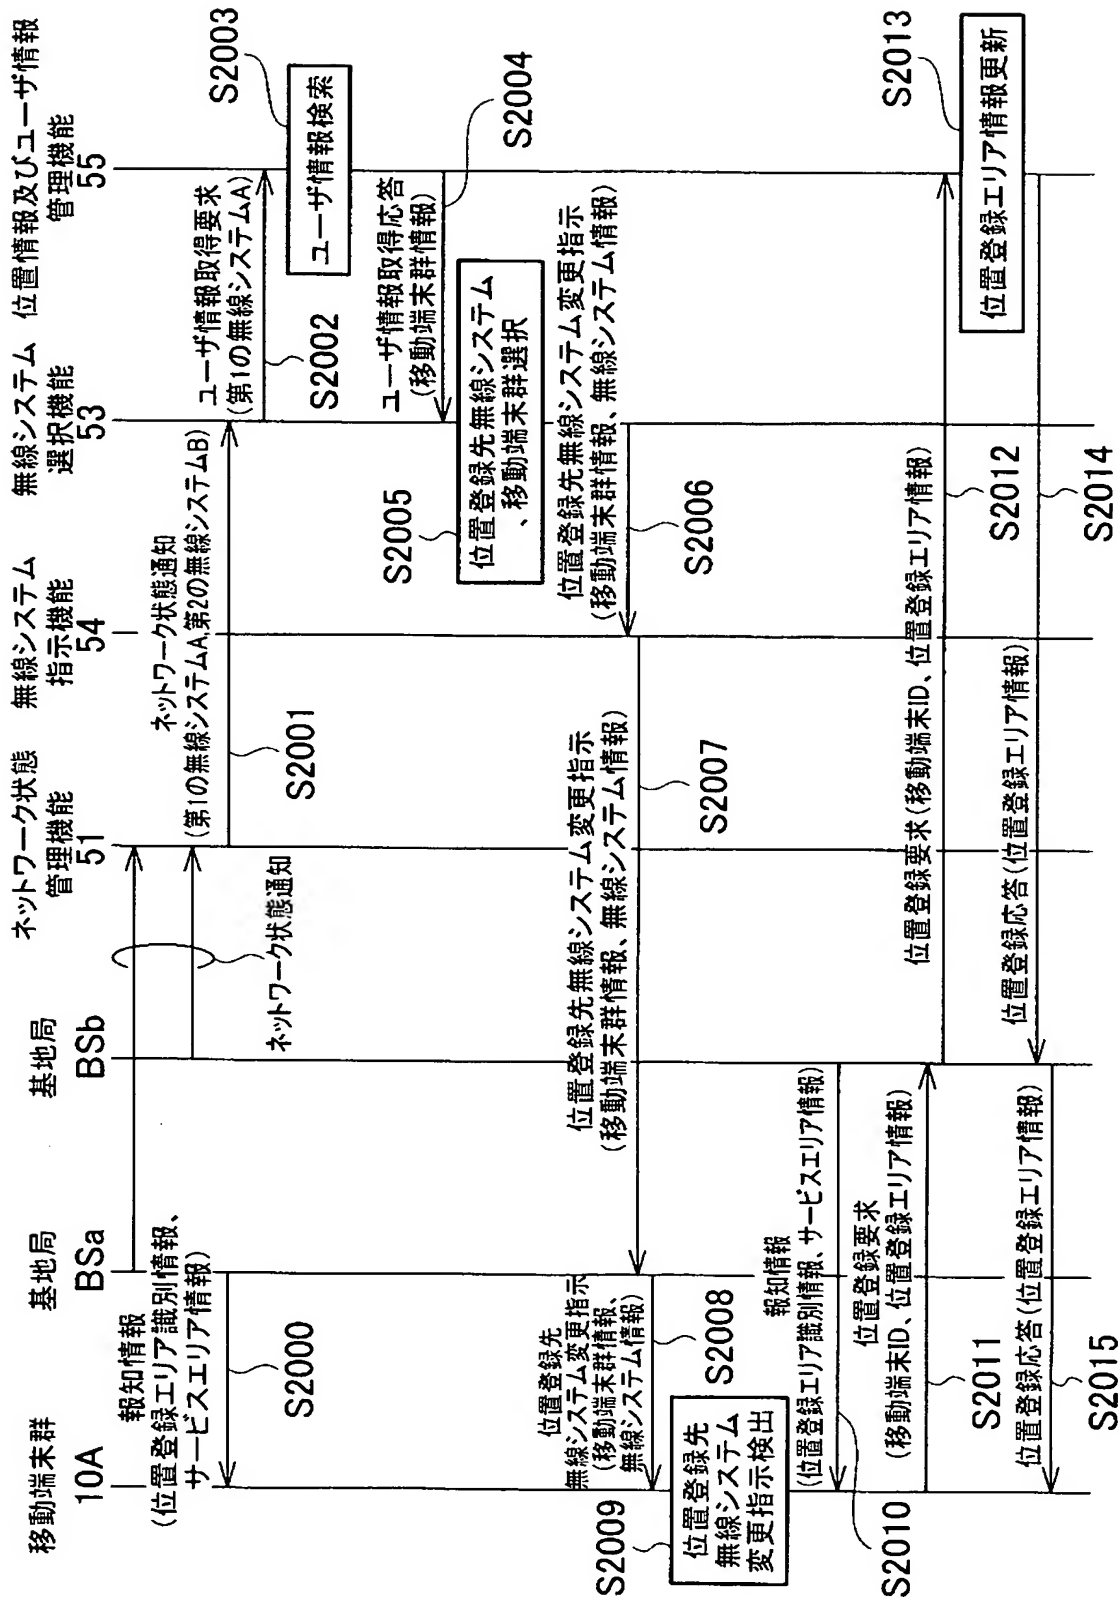 移動端末群
10A
基地局
BSa
基地局
BSb
ネットワーク状態
管理機能
51
無線システム
指示機能
54
無線システム
選択機能
53
位置情報及びユーザ情報
管理機能
55
報知情報
(位置登録エリア識別情報、
サービスエリア情報)
S2000
ネットワーク状態通知
ネットワーク状態通知
(第1の無線システムA,第2の無線システムB)
S2001
ユーザ情報取得要求
(第1の無線システムA)
S2002
S2003
ユーザ情報検索
ユーザ情報取得応答
(移動端末群情報)
S2004
S2005
位置登録先無線システム
、移動端末群選択
位置登録先無線システム変更指示
(移動端末群情報、無線システム情報)
S2006
位置登録先無線システム変更指示
(移動端末群情報、無線システム情報)
S2007
位置登録先
無線システム変更指示
(移動端末群情報、
無線システム情報)
S2008
S2009
位置登録先
無線システム
変更指示検出
報知情報
(位置登録エリア識別情報、サービスエリア情報)
S2010
位置登録要求
(移動端末ID、位置登録エリア情報)
S2011
位置登録要求(移動端末ID、位置登録エリア情報)
S2012
S2013
位置登録エリア情報更新
位置登録応答(位置登録エリア情報)
S2014
位置登録応答(位置登録エリア情報)
S2015